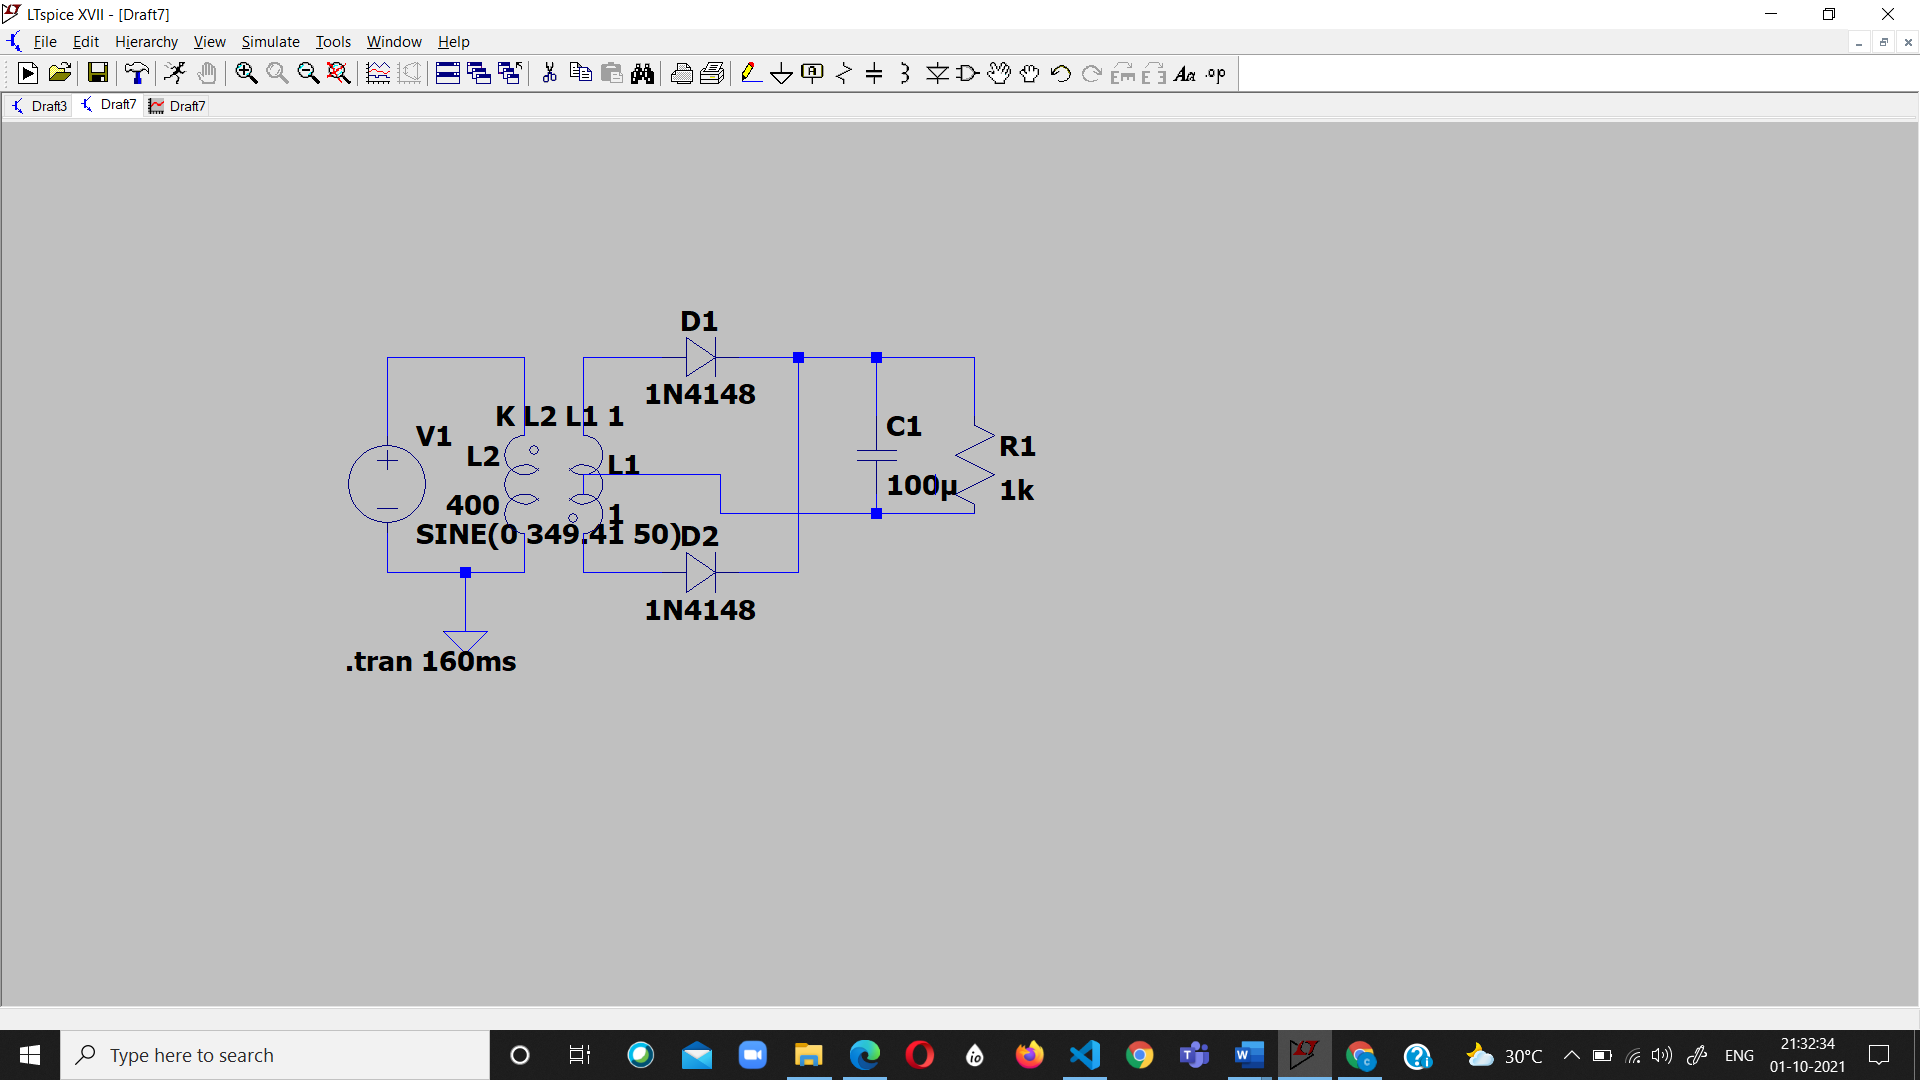 LTspice XVII - [Draft7]
File Edit Hierarchy View Simulate Tools Window Help
Aa .op
Draft3 Draft7 Draft7
D1
1N4148
K L2 L1 1
V1
L2
L1
C1
R1
400
1
100µ
1k
SINE(0 349.41 50)
D2
1N4148
.tran 160ms
Type here to search
30°C
ENG
21:32:34
01-10-2021